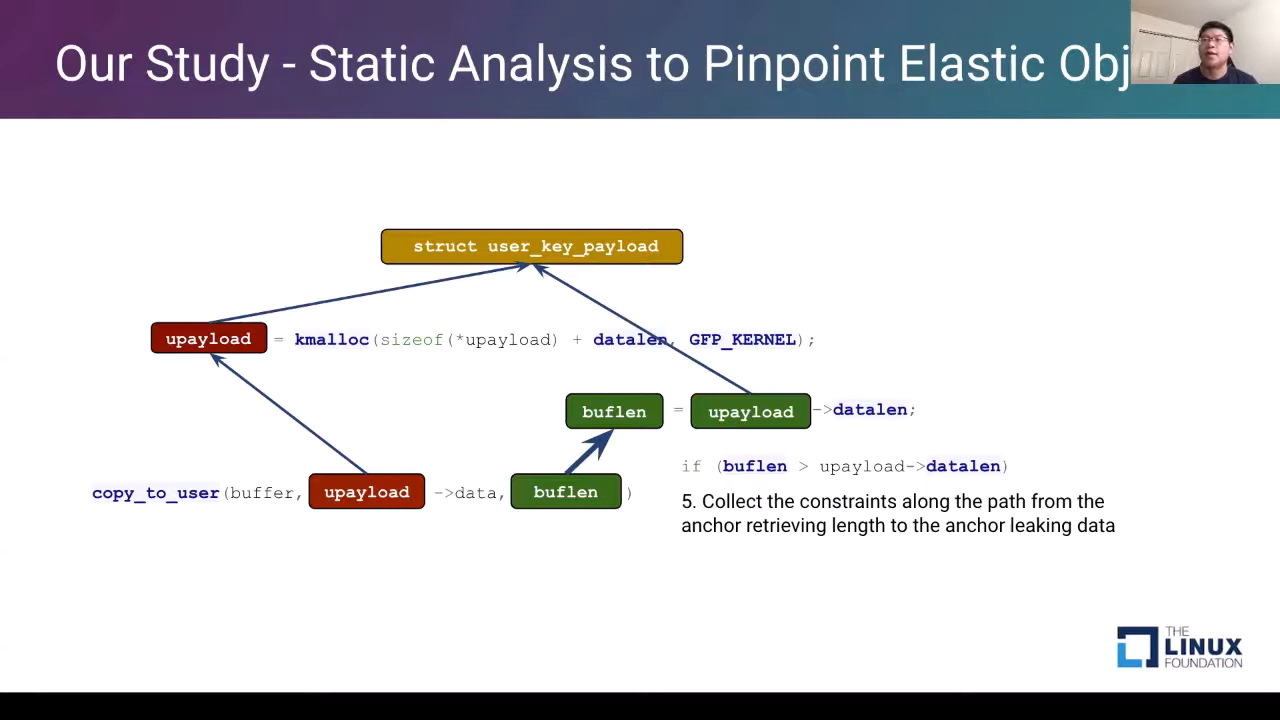 Our Study - Static Analysis to Pinpoint Elastic Obj
struct user_key_payload
upayload = kmalloc(sizeof(*upayload) + datalen, GFP_KERNEL);
buflen = upayload ->datalen;
if (buflen > upayload->datalen)
copy_to_user(buffer, upayload ->data, buflen )
5. Collect the constraints along the path from the
anchor retrieving length to the anchor leaking data
THE
LINUX
FOUNDATION